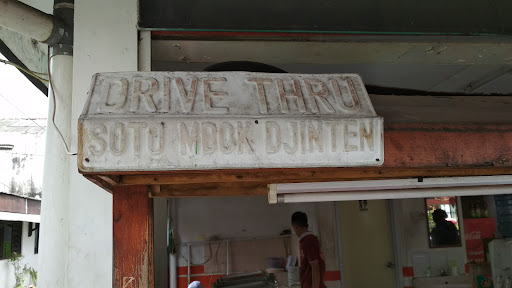 DRIVE THRU
SOTO MOOK DJINTEN